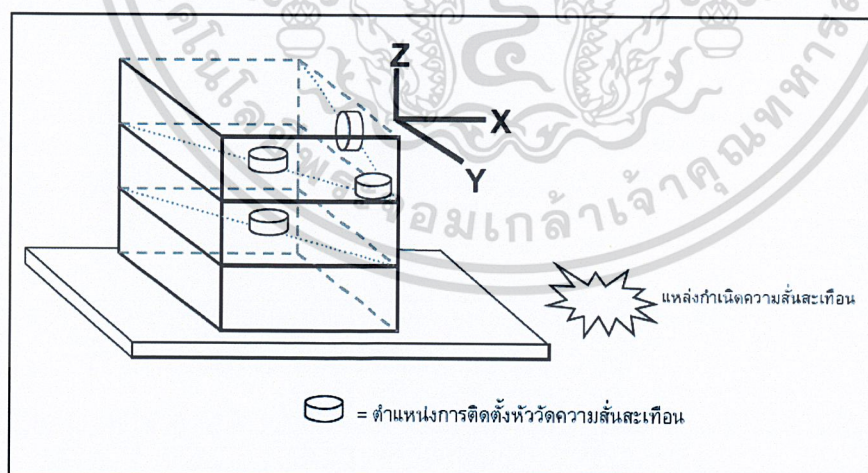 Z
X
Y
แหล่งกำเนิดความสั่นสะเทือน
= ตำแหน่งการติดตั้งหัววัดความสั่นสะเทือน